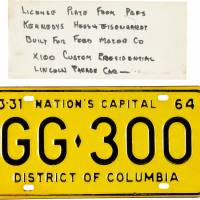 LICENSE PLATE FROM PRES
KENNEDYS HESS & EISENHARDT
BUILT FOR FORD MOTOR CO
X100 CUSTOM PRESIDENTIAL
LINCOLN PARADE CAR
3·31 NATION'S CAPITAL 64
GG·300
DISTRICT OF COLUMBIA